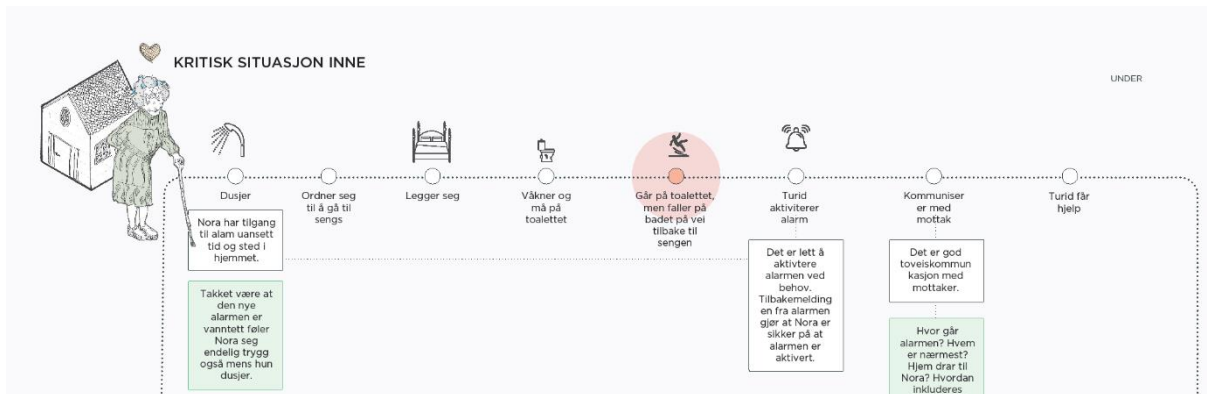 KRITISK SITUASJON INNE
UNDER
Dusjer
Ordner seg
til å gå til
sengs
Legger seg
Våkner og
må på
toalettet
Går på toalettet,
men faller på
badet på vei
tilbake til
sengen
Turid
aktiviterer
alarm
Kommuniser
er med
mottak
Turid får
hjelp
Nora har tilgang
til alam uansett
tid og sted i
hjemmet.
Takket være at
den nye
alarmen er
vanntett føler
Nora seg
endelig trygg
også mens hun
dusjer.
Det er lett å
aktivtere
alarmen ved
behov.
Tilbakemelding
en fra alarmen
gjør at Nora er
sikker på at
alarmen er
aktivert.
Det er god
toveiskommun
kasjon med
mottaker.
Hvor går
alarmen? Hvem
er nærmest?
Hjem drar til
Nora? Hvordan
inkluderes